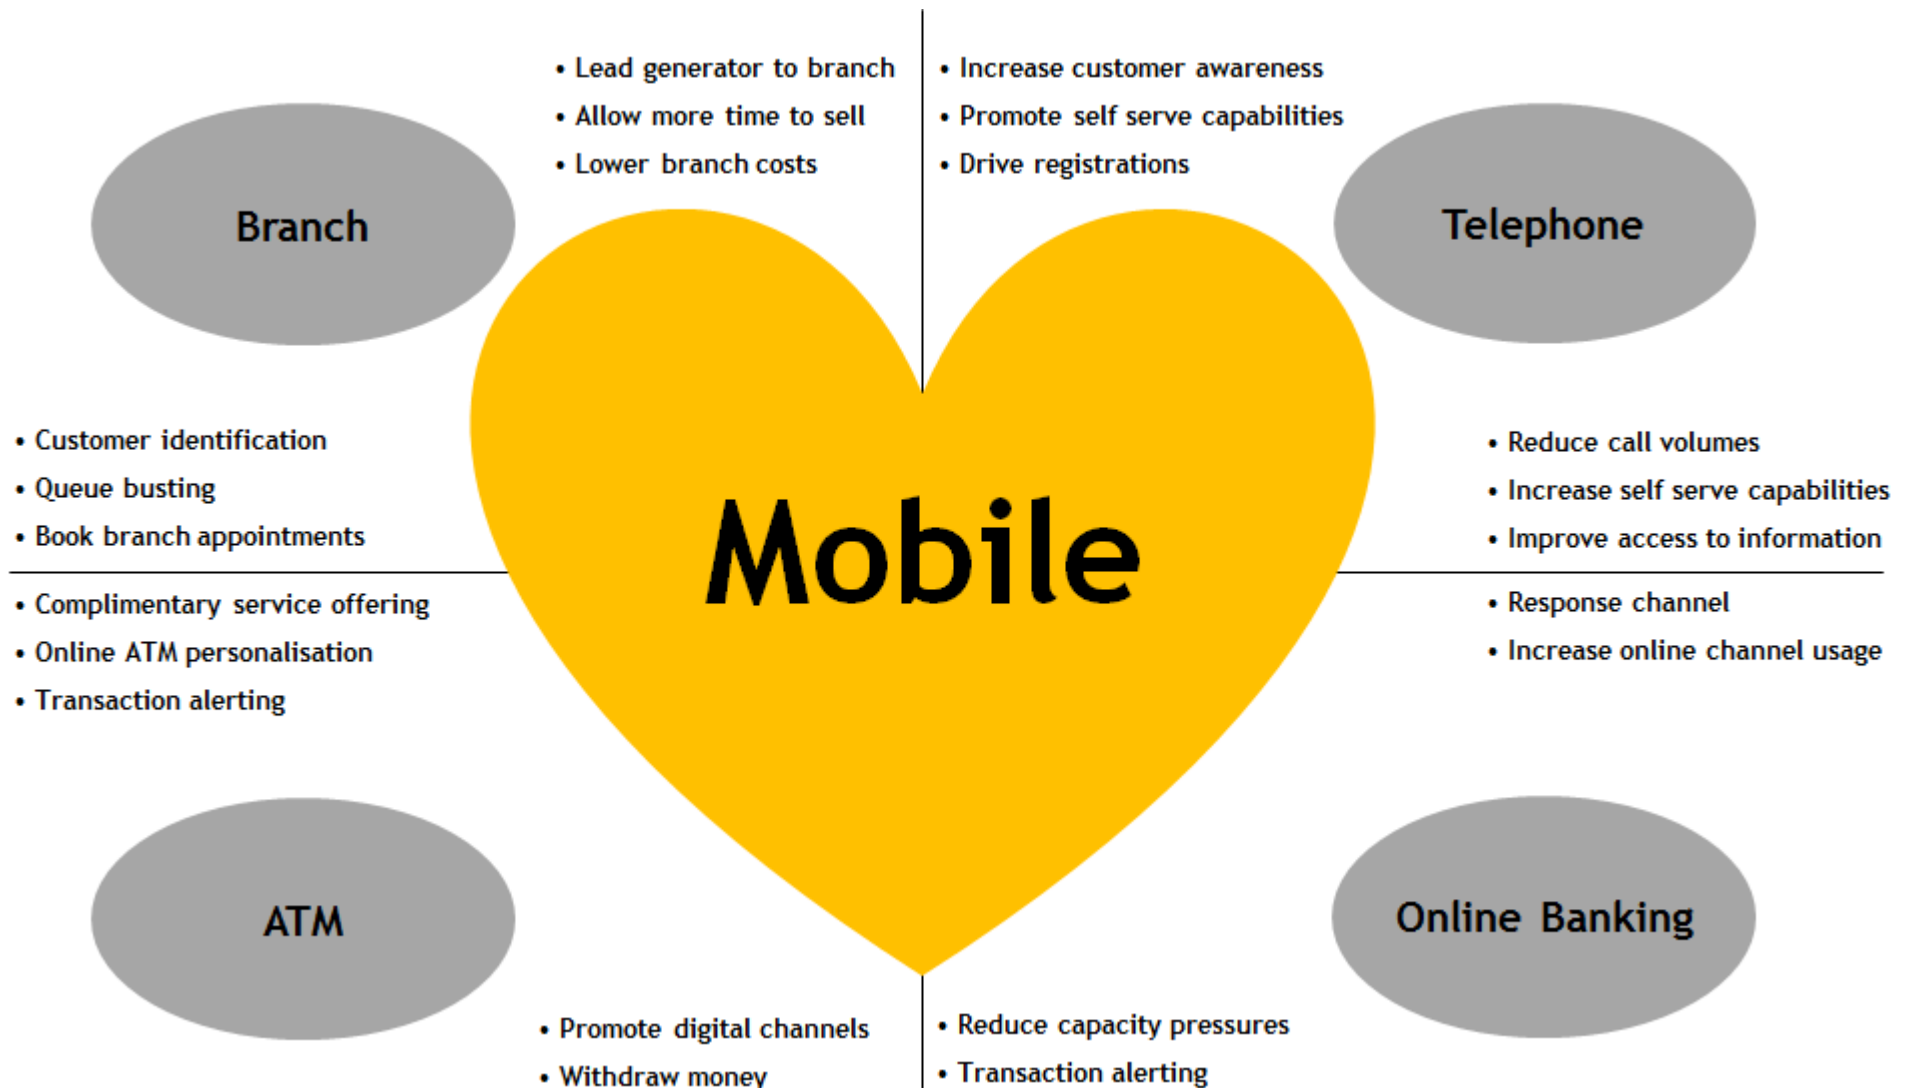 • Lead generator to branch
• Allow more time to sell
• Lower branch costs
• Increase customer awareness
• Promote self serve capabilities
• Drive registrations
Branch
Telephone
• Customer identification
• Queue busting
• Book branch appointments
• Reduce call volumes
• Increase self serve capabilities
• Improve access to information
Mobile
• Complimentary service offering
• Online ATM personalisation
• Transaction alerting
• Response channel
• Increase online channel usage
ATM
Online Banking
• Promote digital channels
• Withdraw money
• Reduce capacity pressures
• Transaction alerting